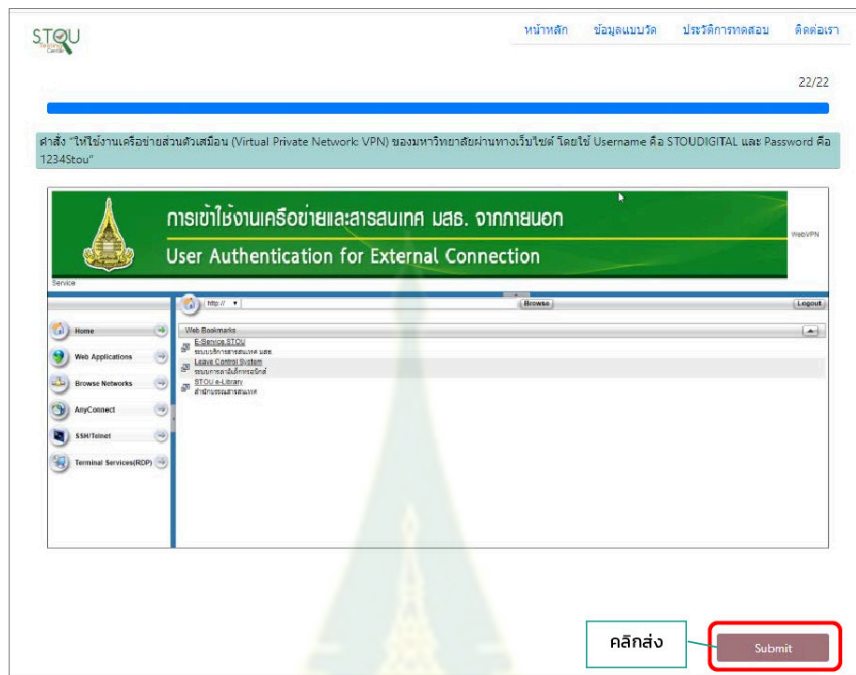 STOU
Testing
Center
หน้าหลัก ข้อมูลแบบวัด ประวัติการทดสอบ ติดต่อเรา
22/22
คำสั่ง "ให้ใช้งานเครือข่ายส่วนตัวเสมือน (Virtual Private Network: VPN) ของมหาวิทยาลัยผ่านทางเว็บไซต์ โดยใช้ Username คือ STOUDIGITAL และ Password คือ
1234Stou"
การเข้าใช้งานเครือข่ายและสารสนเทศ มสธ. จากภายนอก
User Authentication for External Connection
WebVPN
Service
http:// Browse Logout
Home
Web Applications
Browse Networks
AnyConnect
SSH/Telnet
Terminal Services(RDP)
Web Bookmarks
E-Service STOU
ระบบบริการสารสนเทศ มสธ.
Leave Control System
ระบบการลาอิเล็กทรอนิกส์
STOU e-Library
สำนักบรรณสารสนเทศ
คลิกส่ง
Submit